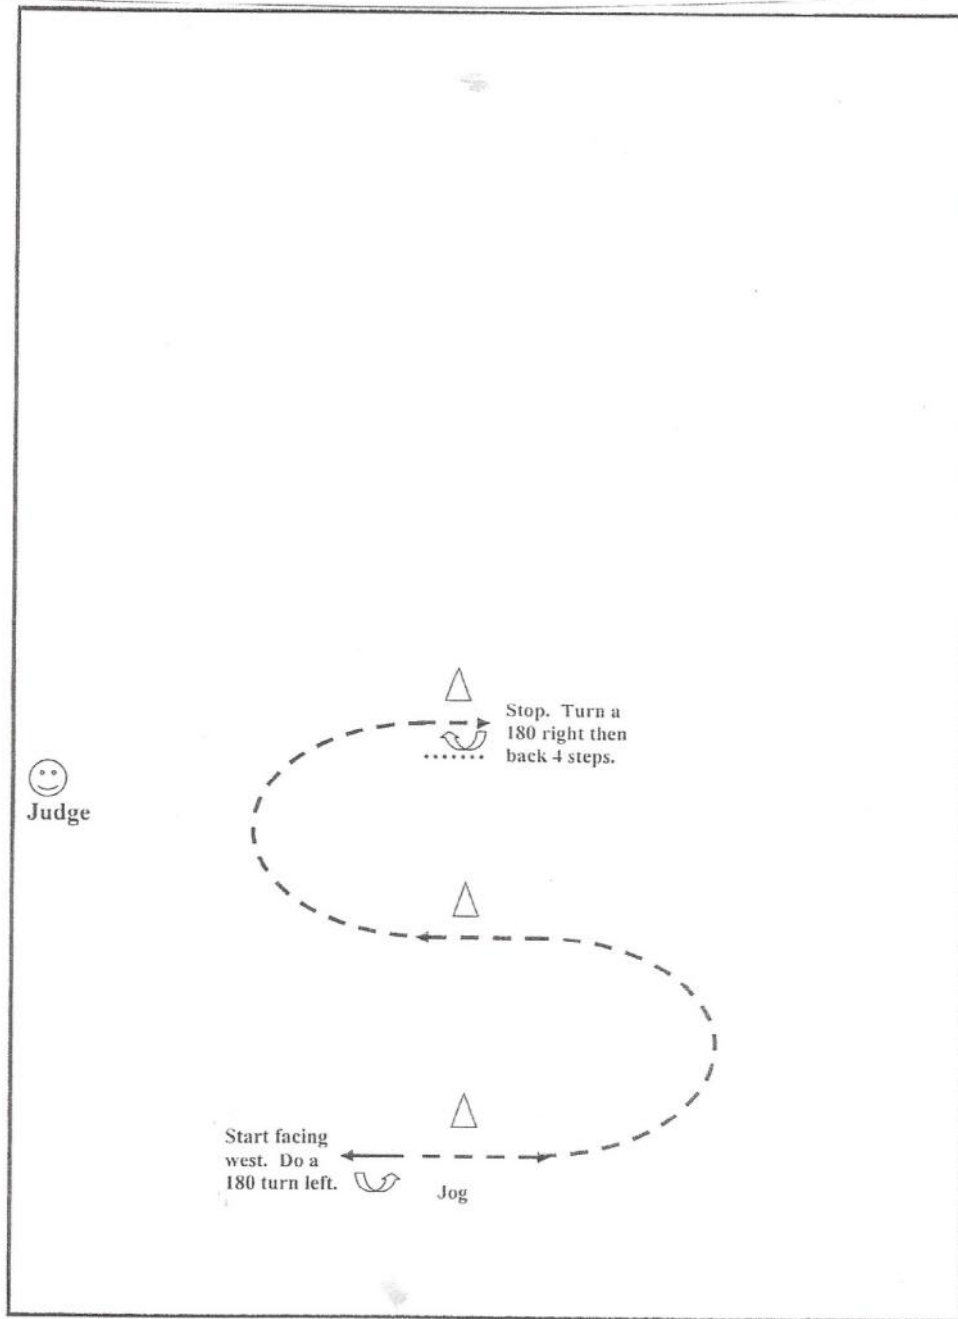 Stop. Turn a
180 right then
back 4 steps.
Judge
Start facing
west. Do a
180 turn left.
Jog